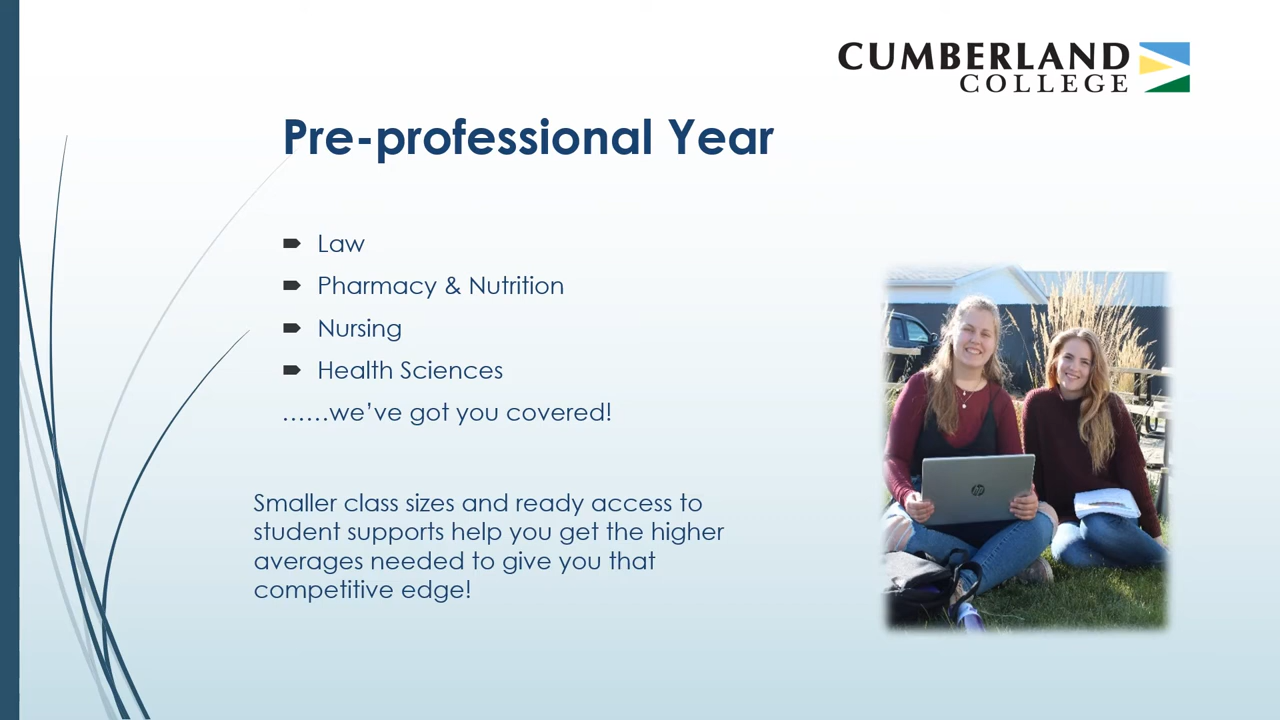 CUMBERLAND
COLLEGE
Pre-professional Year
Law
Pharmacy & Nutrition
Nursing
Health Sciences
......we've got you covered!
Smaller class sizes and ready access to
student supports help you get the higher
averages needed to give you that
competitive edge!
hp